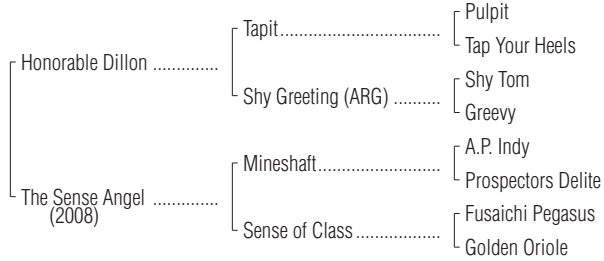 Pulpit
Tapit..................................
Tap Your Heels
Honorable Dillon ..............
Shy Tom
Shy Greeting (ARG) ..........
Greevy
A.P. Indy
Mineshaft..........................
Prospectors Delite
The Sense Angel ..............
(2008)
Fusaichi Pegasus
Sense of Class..................
Golden Oriole